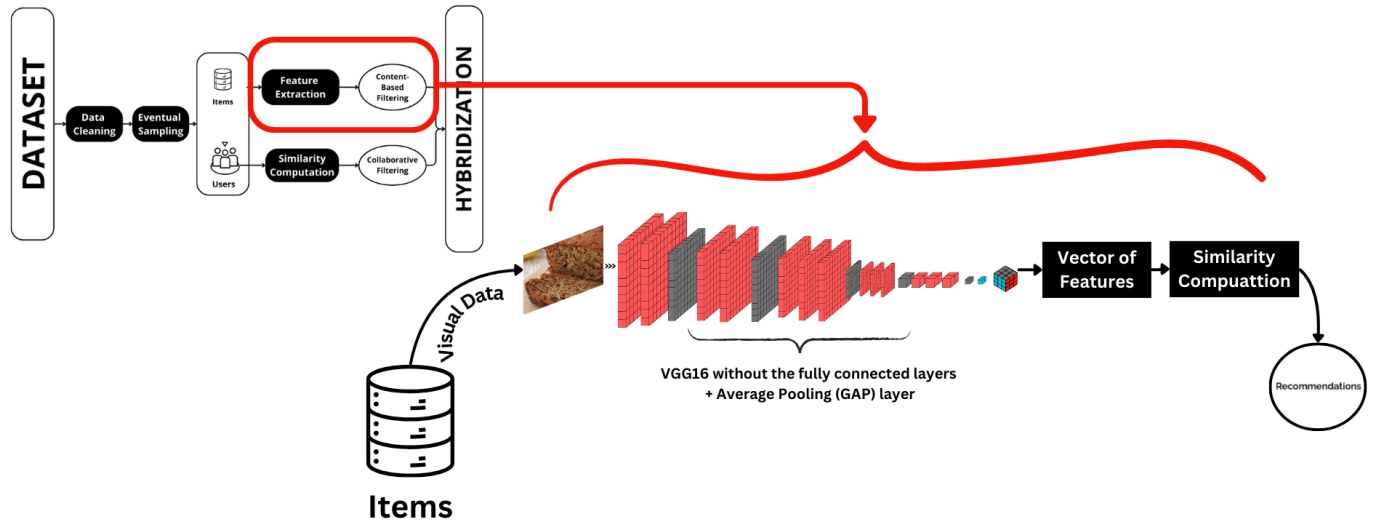 DATASET
Data
Cleaning
Eventual
Sampling
Items
Users
Feature
Extraction
Content-
Based
Filtering
Similarity
Computation
Collaborative
Filtering
HYBRIDIZATION
Visual Data
Items
VGG16 without the fully connected layers
+ Average Pooling (GAP) layer
Vector of
Features
Similarity
Compuattion
Recommendations